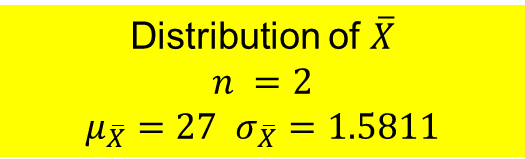 Distribution of X̄
n = 2
μ_X̄ = 27 σ_X̄ = 1.5811